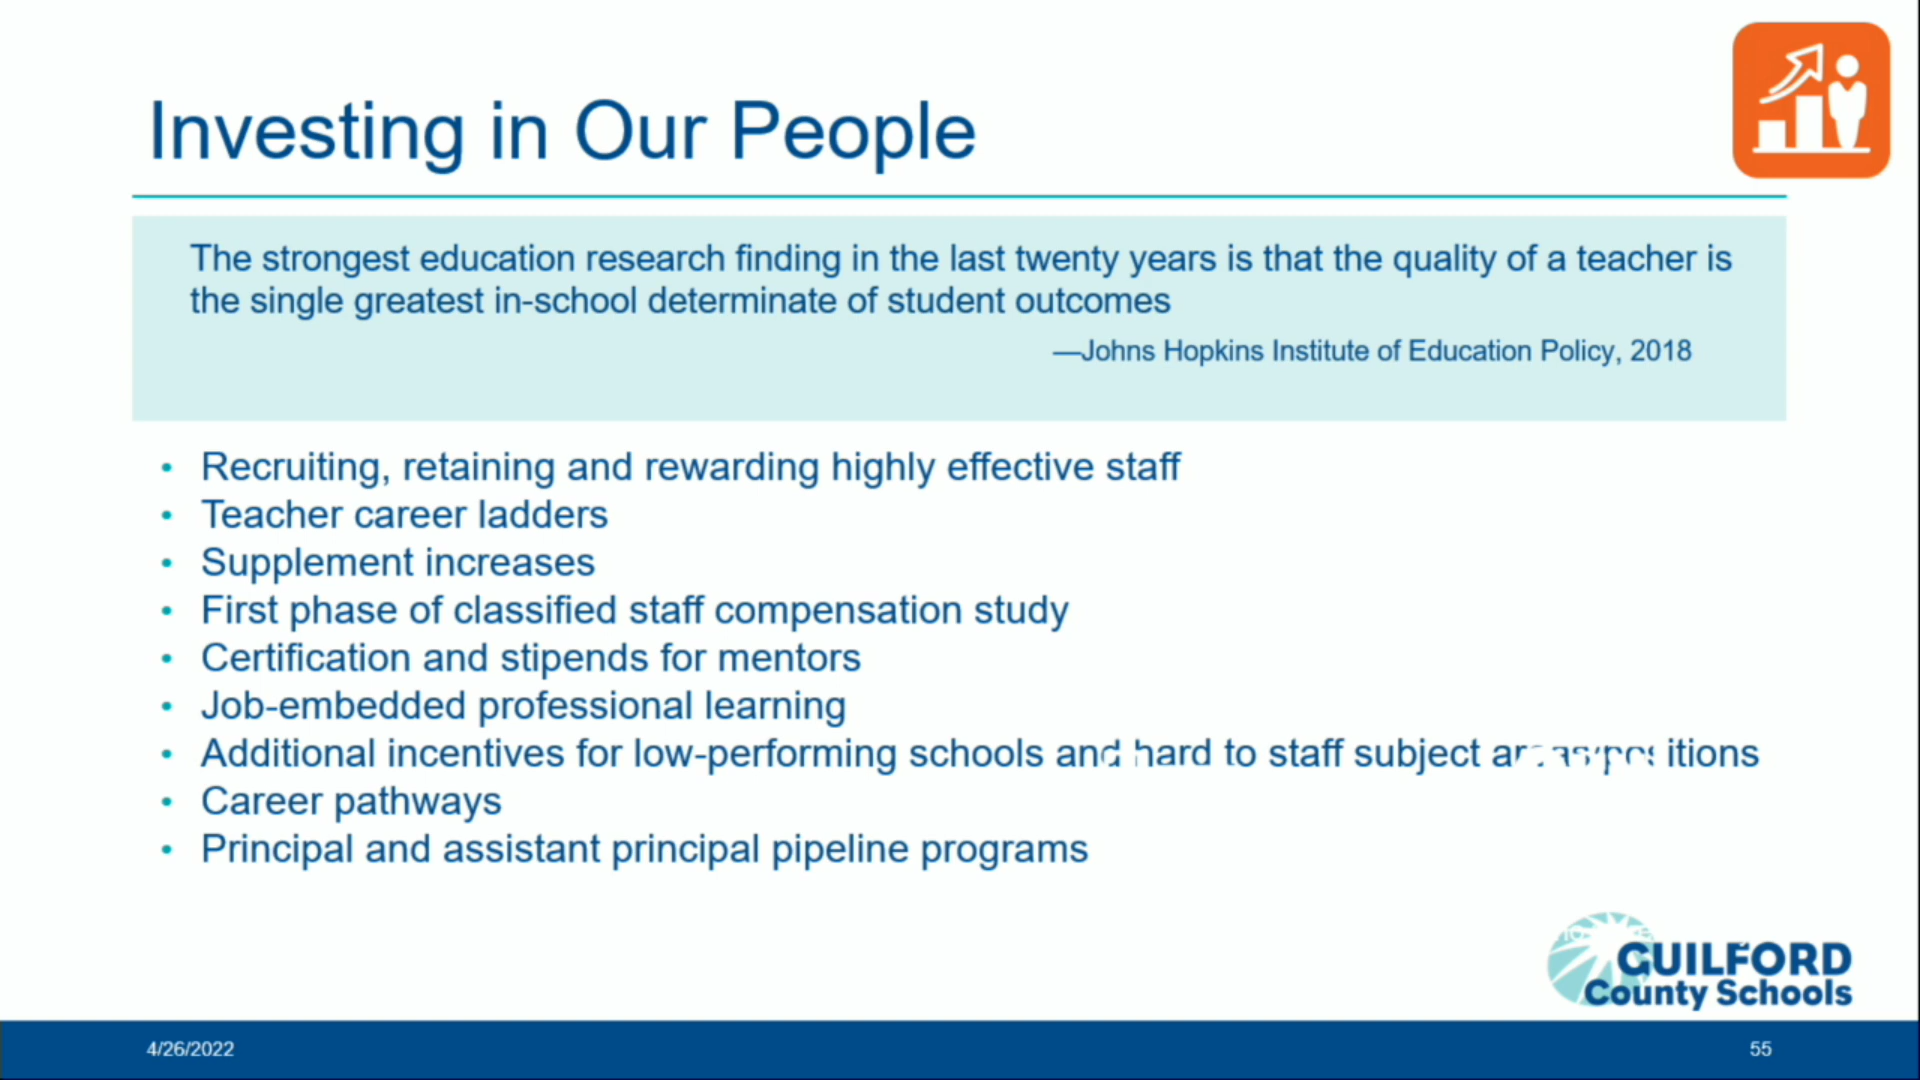 Investing in Our People
The strongest education research finding in the last twenty years is that the quality of a teacher is
the single greatest in-school determinate of student outcomes
—Johns Hopkins Institute of Education Policy, 2018
• Recruiting, retaining and rewarding highly effective staff
• Teacher career ladders
• Supplement increases
• First phase of classified staff compensation study
• Certification and stipends for mentors
• Job-embedded professional learning
• Additional incentives for low-performing schools and hard to staff subject areas/positions
• Career pathways
• Principal and assistant principal pipeline programs
GUILFORD
County Schools
4/26/2022
55